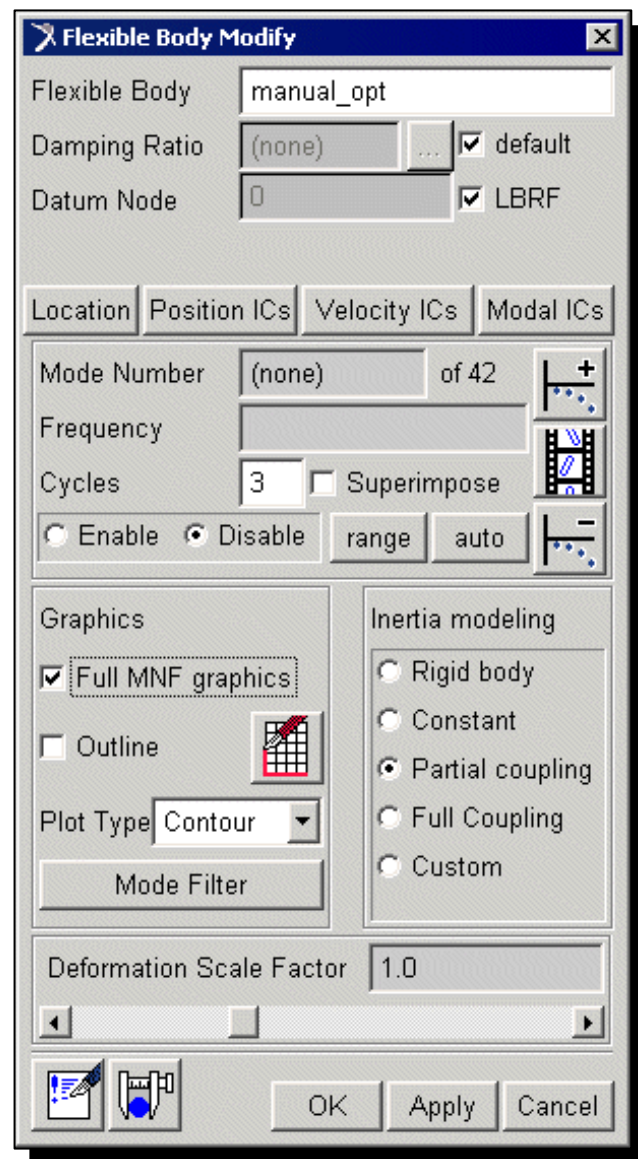 Flexible Body Modify
Flexible Body manual_opt
Damping Ratio (none) ... default
Datum Node 0 LBRF
Location Position ICs Velocity ICs Modal ICs
Mode Number (none) of 42
Frequency
Cycles 3 Superimpose
Enable Disable range auto
Graphics Inertia modeling
Full MNF graphics Rigid body
Constant
Outline
Partial coupling
Plot Type Contour Full Coupling
Custom
Mode Filter
Deformation Scale Factor 1.0
OK Apply Cancel